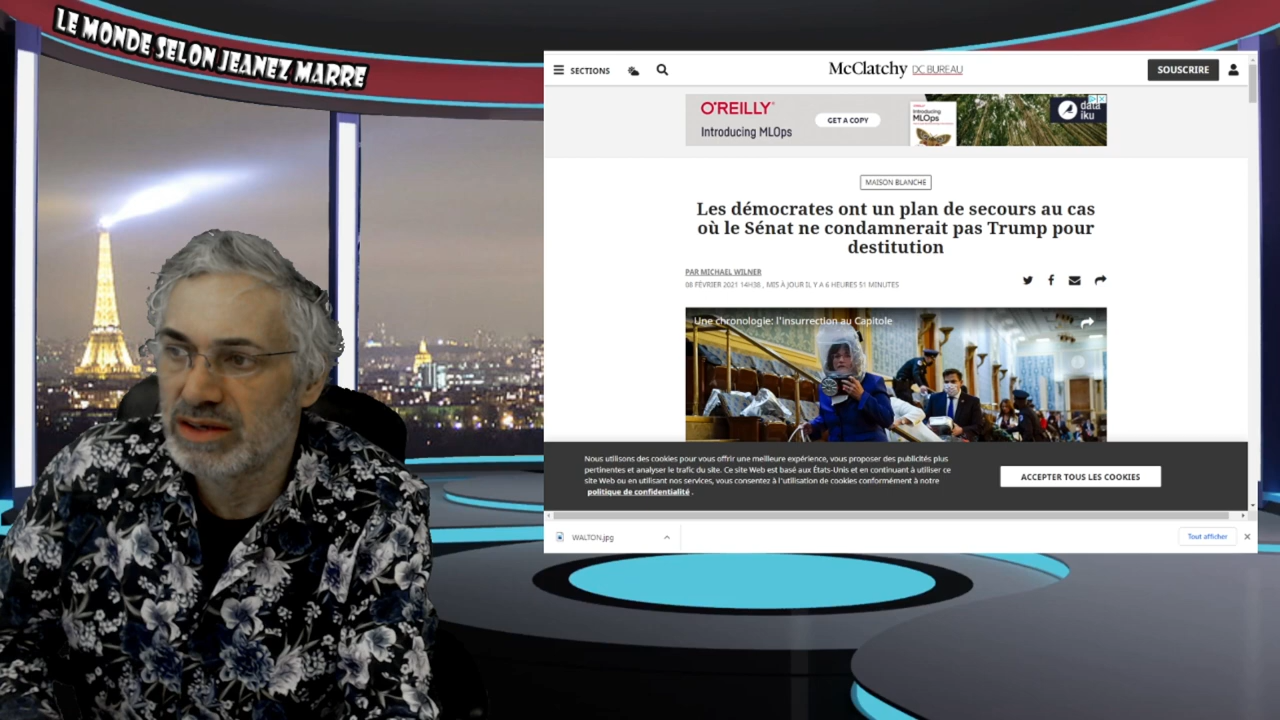 LE MONDE SELON JEANEZ MARRE
SECTIONS
McClatchy DC BUREAU
SOUSCRIRE
O'REILLY
Introducing MLOps
GET A COPY
O'REILLY
Introducing
MLOps
data
iku
MAISON BLANCHE
Les démocrates ont un plan de secours au cas
où le Sénat ne condamnerait pas Trump pour
destitution
PAR MICHAEL WILNER
08 FÉVRIER 2021 14H38 , MIS À JOUR IL Y A 6 HEURES 51 MINUTES
Une chronologie: l'insurrection au Capitole
Nous utilisons des cookies pour vous offrir une meilleure expérience, vous proposer des publicités plus
pertinentes et analyser le trafic du site. Ce site Web est basé aux États-Unis et en continuant à utiliser ce
site Web ou en utilisant nos services, vous consentez à l'utilisation de cookies conformément à notre
politique de confidentialité .
ACCEPTER TOUS LES COOKIES
WALTON.jpg
Tout afficher